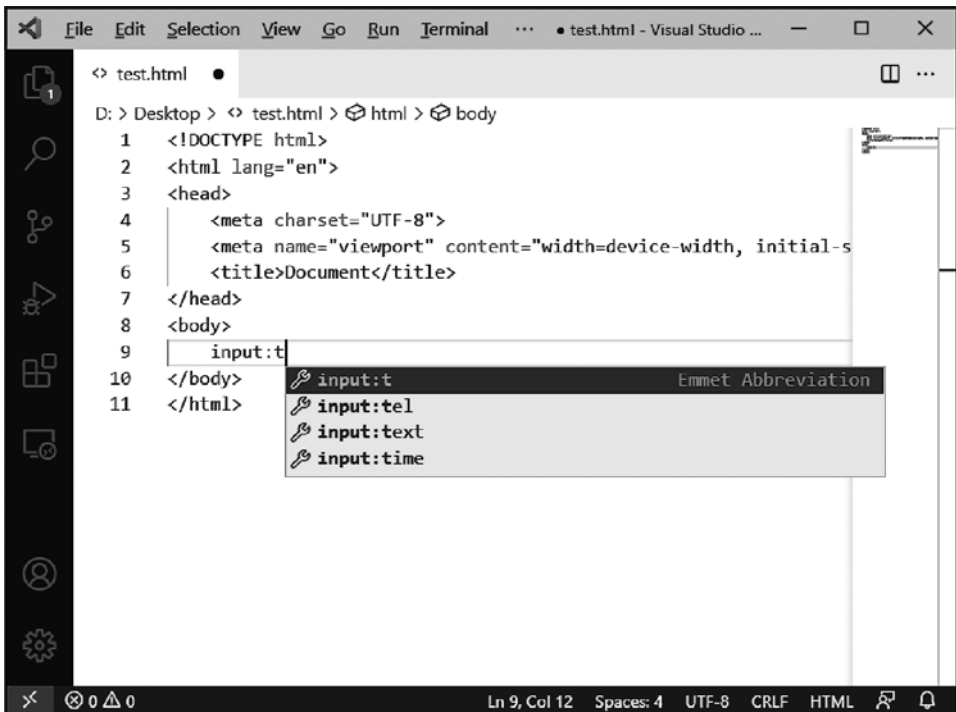 File Edit Selection View Go Run Terminal ··· ● test.html - Visual Studio ...
1
<> test.html ●
D: > Desktop > <> test.html > html > body
1 <!DOCTYPE html>
2 <html lang="en">
3 <head>
4 <meta charset="UTF-8">
5 <meta name="viewport" content="width=device-width, initial-s
6 <title>Document</title>
7 </head>
8 <body>
9 input:t
10 </body>
11 </html>
input:t Emmet Abbreviation
input:tel
input:text
input:time
0 0 Ln 9, Col 12 Spaces: 4 UTF-8 CRLF HTML